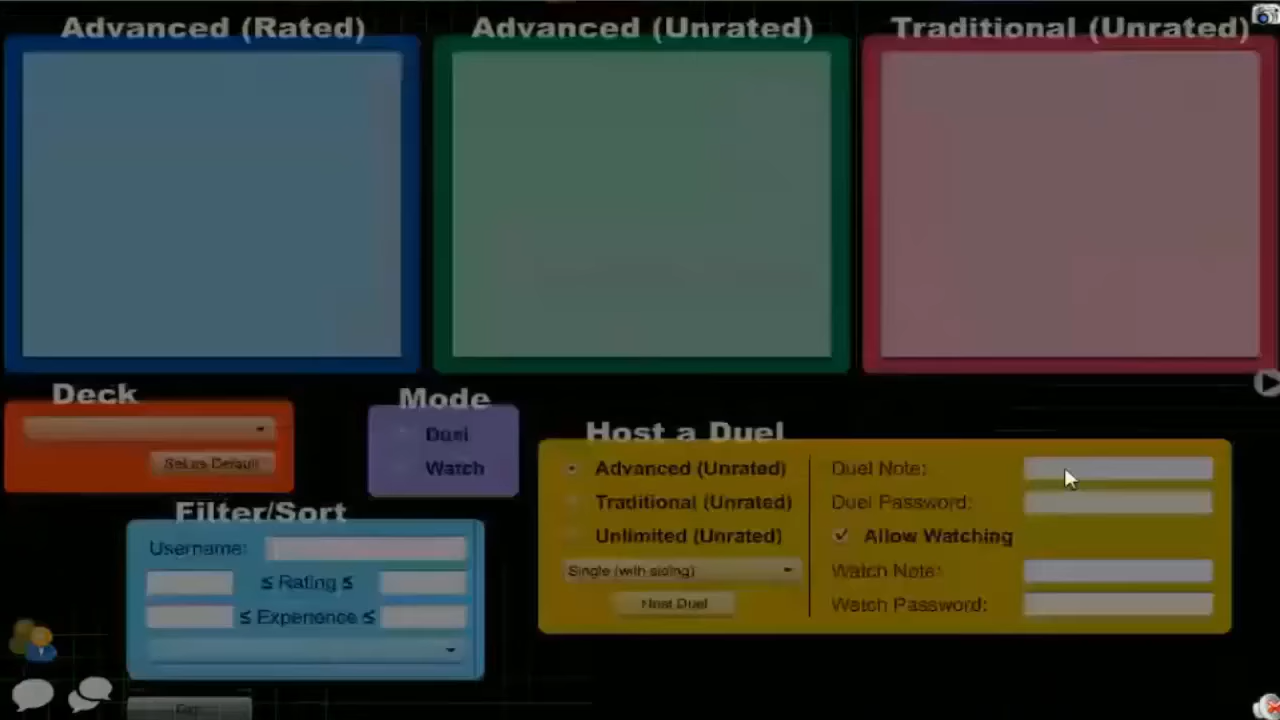 Advanced (Rated)
Advanced (Unrated)
Traditional (Unrated)
Deck
Set as Default
Mode
Duel
Watch
Filter/Sort
Username:
≤ Rating ≤
≤ Experience ≤
Host a Duel
Advanced (Unrated)
Traditional (Unrated)
Unlimited (Unrated)
Single (with siding)
Host Duel
Duel Note:
Duel Password:
Allow Watching
Watch Note:
Watch Password: